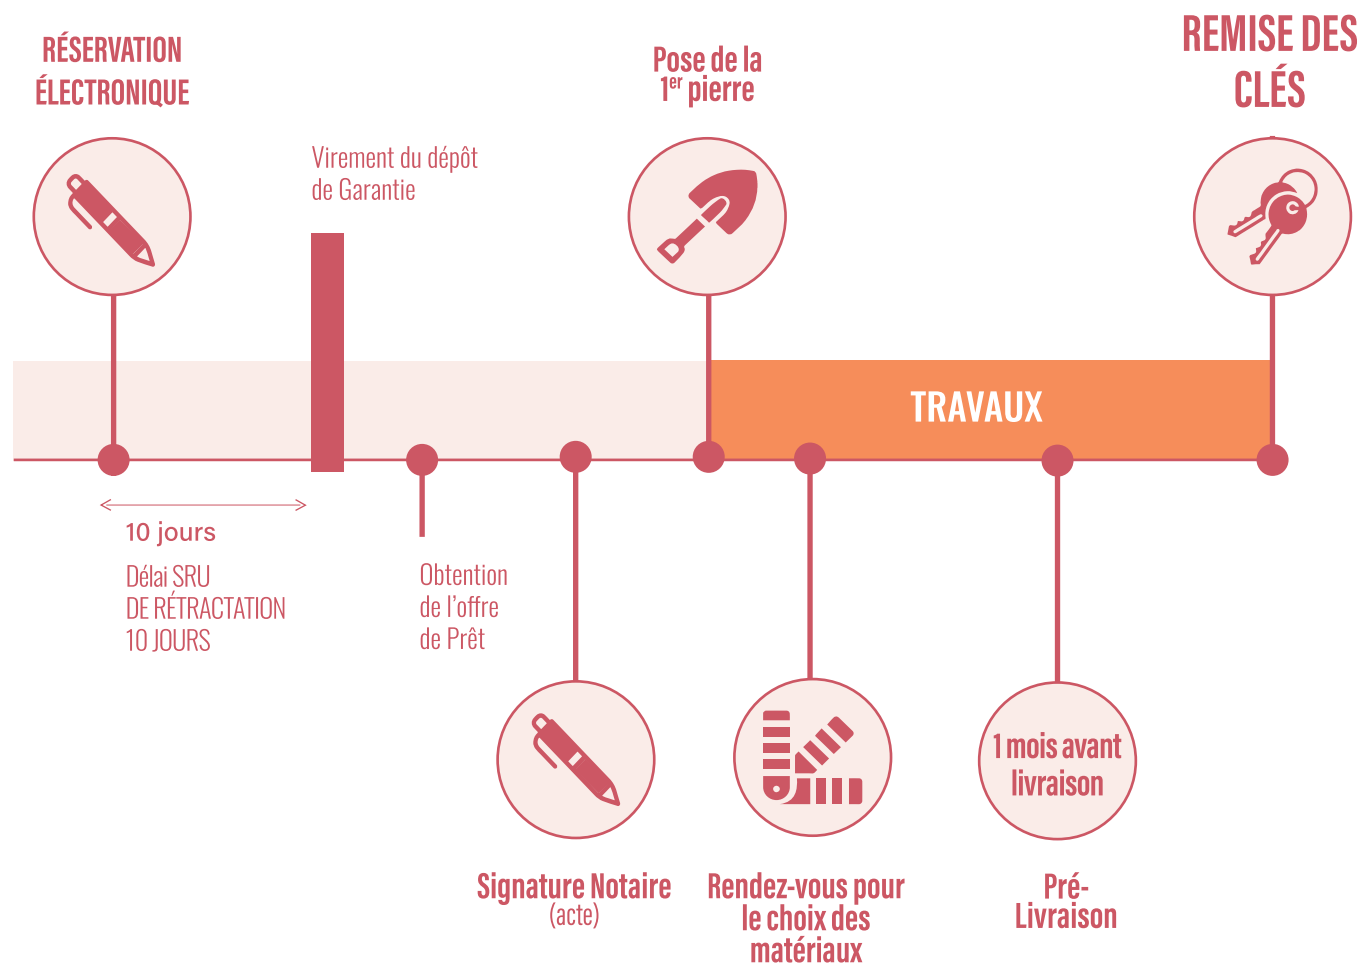 RÉSERVATION
ÉLECTRONIQUE
Virement du dépôt
de Garantie
Pose de la
1er pierre
REMISE DES
CLÉS
TRAVAUX
10 jours
Délai SRU
DE RÉTRACTATION
10 JOURS
Obtention
de l'offre
de Prêt
Signature Notaire
(acte)
Rendez-vous pour
le choix des
matériaux
1 mois avant
livraison
Pré-
Livraison